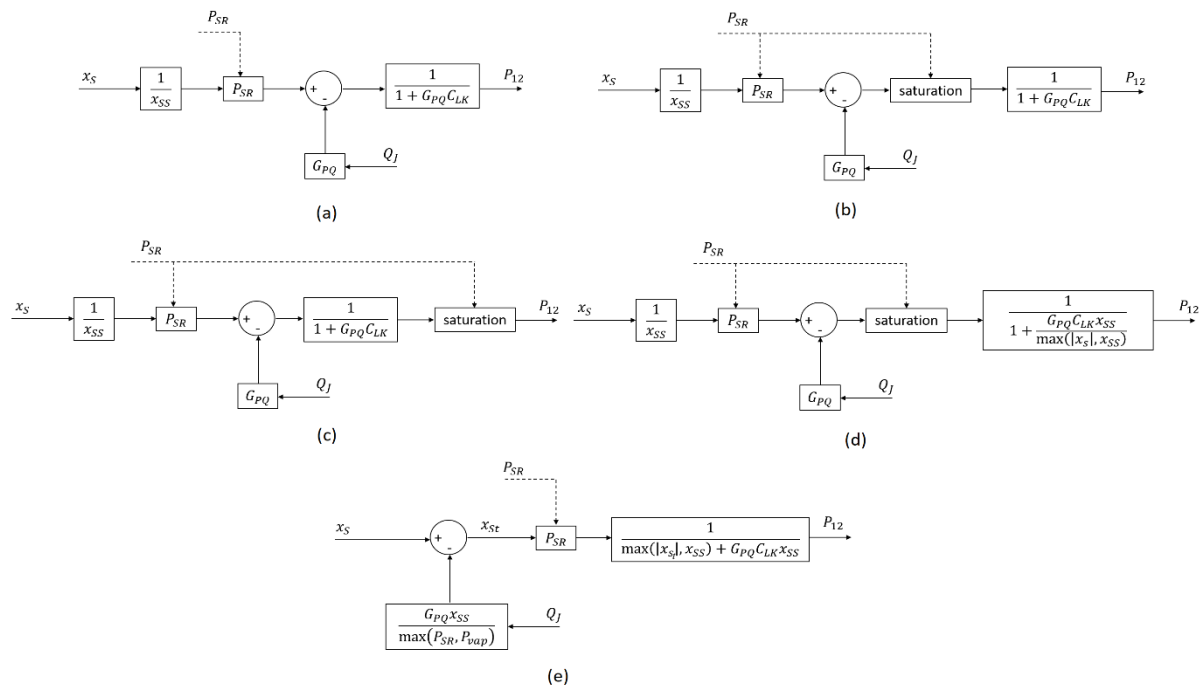 P_SR
x_S
1/x_SS
P_SR
+
-
1/(1 + G_PQ C_LK)
P_12
G_PQ
Q_J
(a)
P_SR
x_S
1/x_SS
P_SR
+
-
saturation
1/(1 + G_PQ C_LK)
P_12
G_PQ
Q_J
(b)
P_SR
x_S
1/x_SS
P_SR
+
-
1/(1 + G_PQ C_LK)
saturation
P_12
G_PQ
Q_J
(c)
P_SR
x_S
1/x_SS
P_SR
+
-
saturation
1/(1 + G_PQ C_LK x_SS/max(|x_s|, x_SS))
P_12
G_PQ
Q_J
(d)
P_SR
x_S
+
-
x_St
P_SR
1/(max(|x_St|, x_SS) + G_PQ C_LK x_SS)
P_12
G_PQ x_SS/max(P_SR, P_vap)
Q_J
(e)